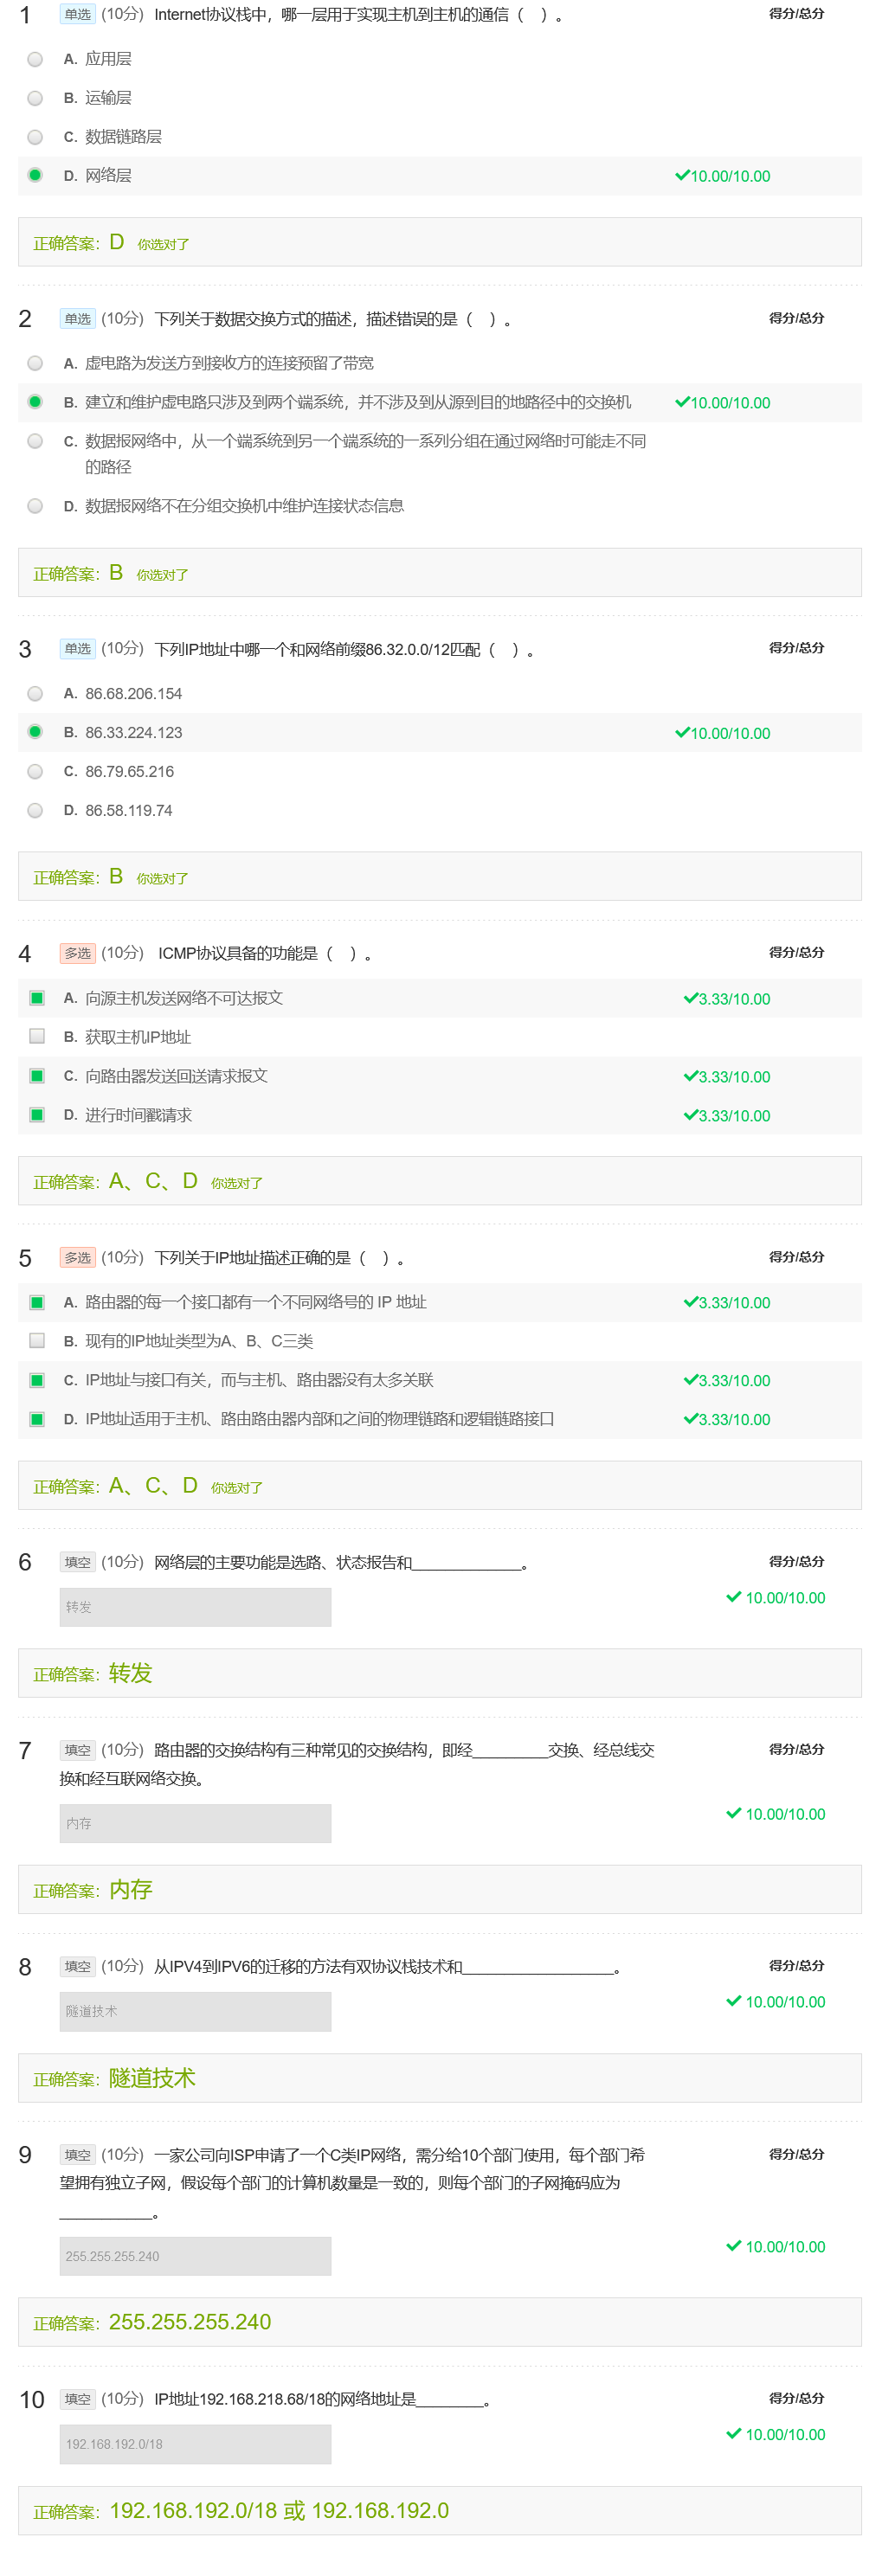 1 单选 (10分) Internet协议栈中，哪一层用于实现主机到主机的通信（ ）。 得分/总分
A. 应用层
B. 运输层
C. 数据链路层
D. 网络层 10.00/10.00
正确答案：D 你选对了
2 单选 (10分) 下列关于数据交换方式的描述，描述错误的是（ ）。 得分/总分
A. 虚电路为发送方到接收方的连接预留了带宽
B. 建立和维护虚电路只涉及到两个端系统，并不涉及到从源到目的地路径中的交换机 10.00/10.00
C. 数据报网络中，从一个端系统到另一个端系统的一系列分组在通过网络时可能走不同
的路径
D. 数据报网络不在分组交换机中维护连接状态信息
正确答案：B 你选对了
3 单选 (10分) 下列IP地址中哪一个和网络前缀86.32.0.0/12匹配（ ）。 得分/总分
A. 86.68.206.154
B. 86.33.224.123 10.00/10.00
C. 86.79.65.216
D. 86.58.119.74
正确答案：B 你选对了
4 多选 (10分) ICMP协议具备的功能是（ ）。 得分/总分
A. 向源主机发送网络不可达报文 3.33/10.00
B. 获取主机IP地址
C. 向路由器发送回送请求报文 3.33/10.00
D. 进行时间戳请求 3.33/10.00
正确答案：A、C、D 你选对了
5 多选 (10分) 下列关于IP地址描述正确的是（ ）。 得分/总分
A. 路由器的每一个接口都有一个不同网络号的 IP 地址 3.33/10.00
B. 现有的IP地址类型为A、B、C三类
C. IP地址与接口有关，而与主机、路由器没有太多关联 3.33/10.00
D. IP地址适用于主机、路由路由器内部和之间的物理链路和逻辑链路接口 3.33/10.00
正确答案：A、C、D 你选对了
6 填空 (10分) 网络层的主要功能是选路、状态报告和_____________。 得分/总分
转发 10.00/10.00
正确答案：转发
7 填空 (10分) 路由器的交换结构有三种常见的交换结构，即经_________交换、经总线交 得分/总分
换和经互联网络交换。
内存 10.00/10.00
正确答案：内存
8 填空 (10分) 从IPV4到IPV6的迁移的方法有双协议栈技术和__________________。 得分/总分
隧道技术 10.00/10.00
正确答案：隧道技术
9 填空 (10分) 一家公司向ISP申请了一个C类IP网络，需分给10个部门使用，每个部门希 得分/总分
望拥有独立子网，假设每个部门的计算机数量是一致的，则每个部门的子网掩码应为
___________。
255.255.255.240 10.00/10.00
正确答案：255.255.255.240
10 填空 (10分) IP地址192.168.218.68/18的网络地址是________。 得分/总分
192.168.192.0/18 10.00/10.00
正确答案：192.168.192.0/18 或 192.168.192.0